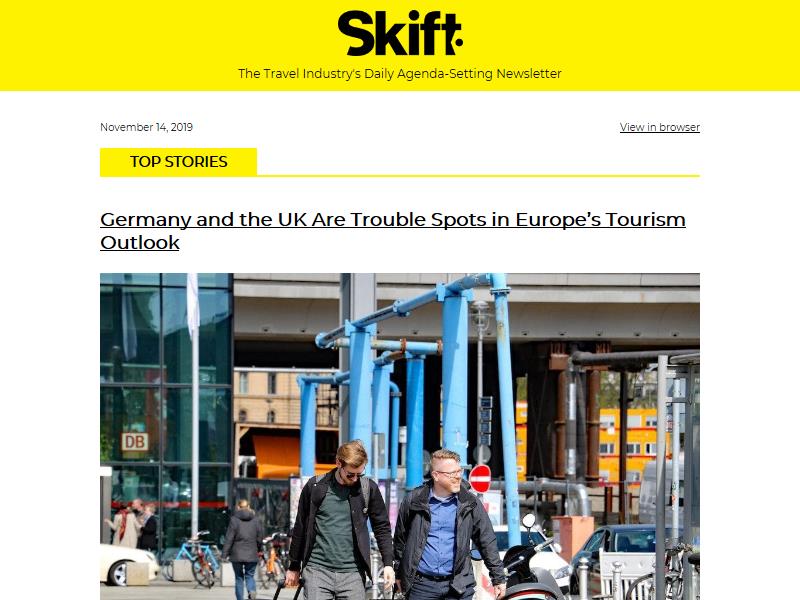 Skift.
The Travel Industry's Daily Agenda-Setting Newsletter
November 14, 2019
View in browser
TOP STORIES
Germany and the UK Are Trouble Spots in Europe's Tourism
Outlook
DB